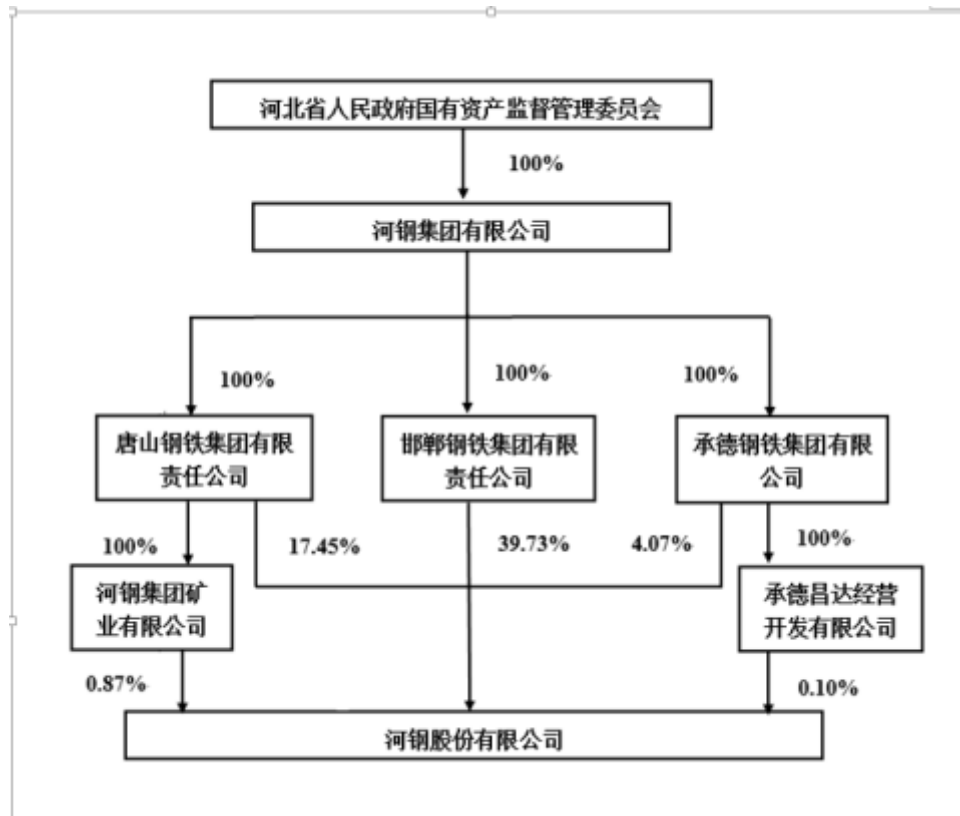 河北省人民政府国有资产监督管理委员会
100%
河钢集团有限公司
100%
100%
100%
唐山钢铁集团有限
责任公司
邯郸钢铁集团有限
责任公司
承德钢铁集团有限
公司
100%
17.45%
39.73%
4.07%
100%
河钢集团矿
业有限公司
承德昌达经营
开发有限公司
0.87%
0.10%
河钢股份有限公司